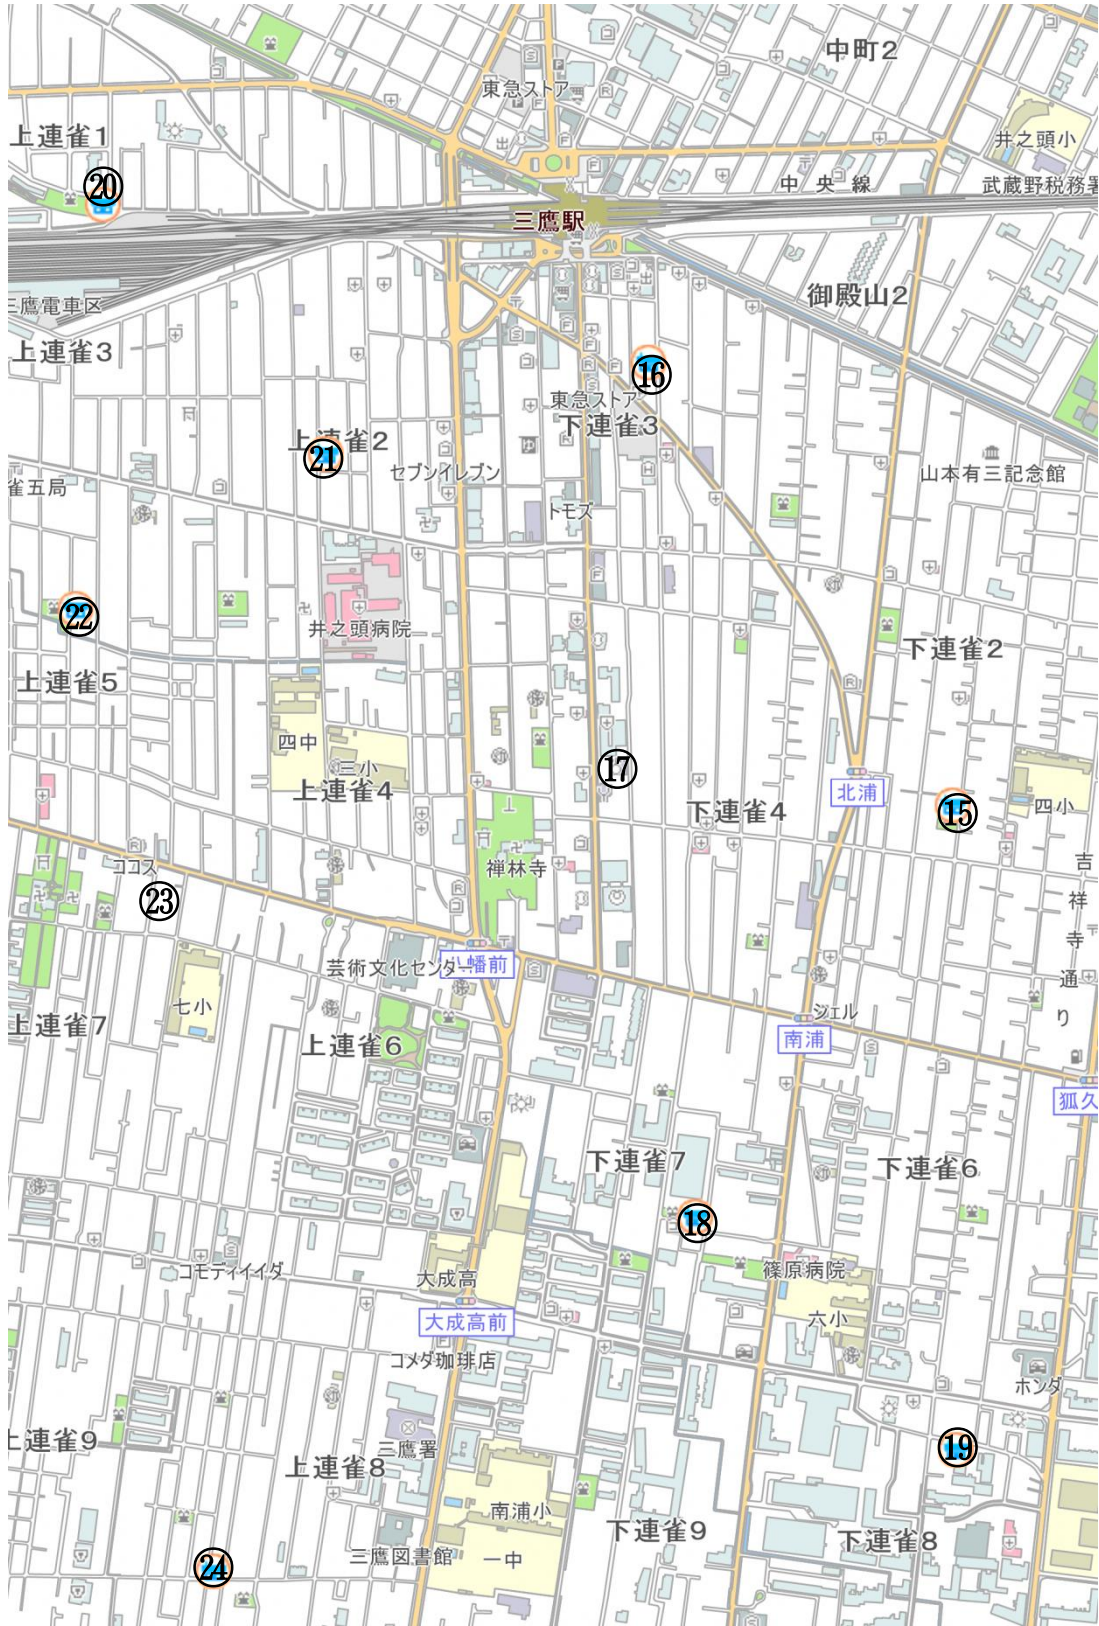 中町2
東急ストア
出
上連雀1
井之頭小
⑳
中央線
武蔵野税務署
三鷹駅
出
御殿山2
三鷹電車区
上連雀3
⑯
東急ストア
下連雀3
上連雀2
㉑
セブンイレブン
山本有三記念館
雀五局
トモズ
㉒
井之頭病院
下連雀2
上連雀5
四中
三小
⑰
上連雀4
北浦
下連雀4
⑮
四小
禅林寺
ココス
㉓
吉祥寺通り
芸術文化センター
八幡前
七小
上連雀7
上連雀6
シェル
南浦
狐久
下連雀7
下連雀6
⑱
コモディイイダ
大成高
篠原病院
大成高前
六小
コメダ珈琲店
ホンダ
上連雀9
三鷹署
上連雀8
⑲
南浦小
下連雀9
下連雀8
三鷹図書館
一中
㉔